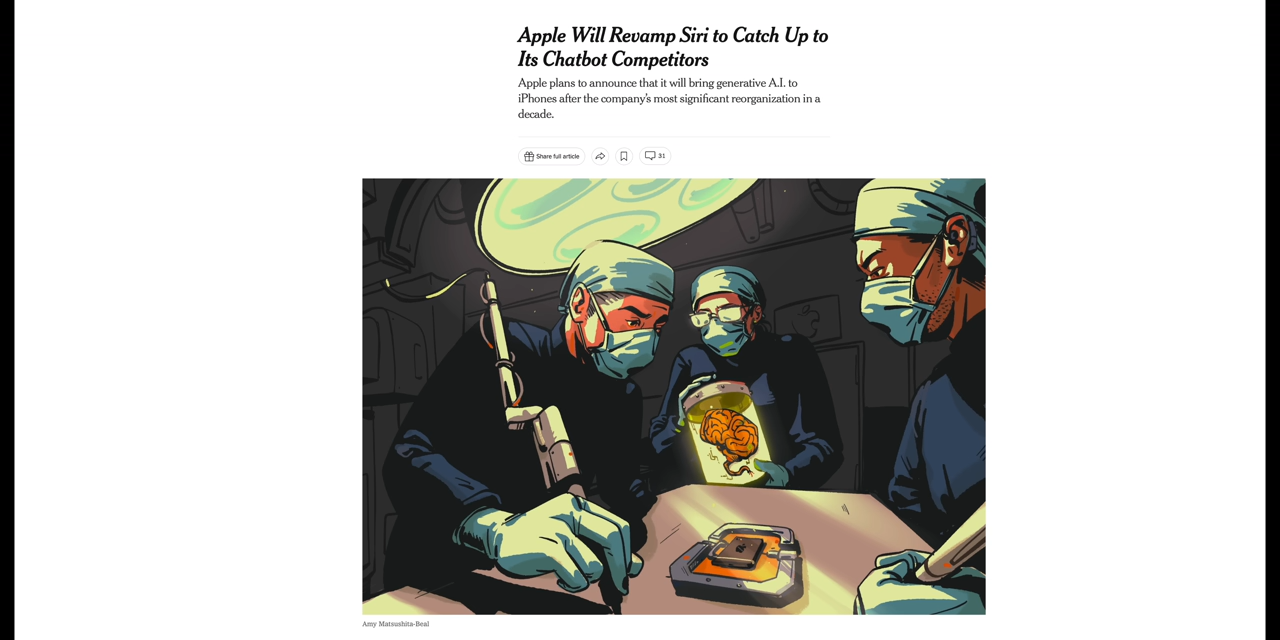 Apple Will Revamp Siri to Catch Up to
Its Chatbot Competitors
Apple plans to announce that it will bring generative A.I. to
iPhones after the company’s most significant reorganization in a
decade.
Share full article
31
Amy Matsushita-Beal